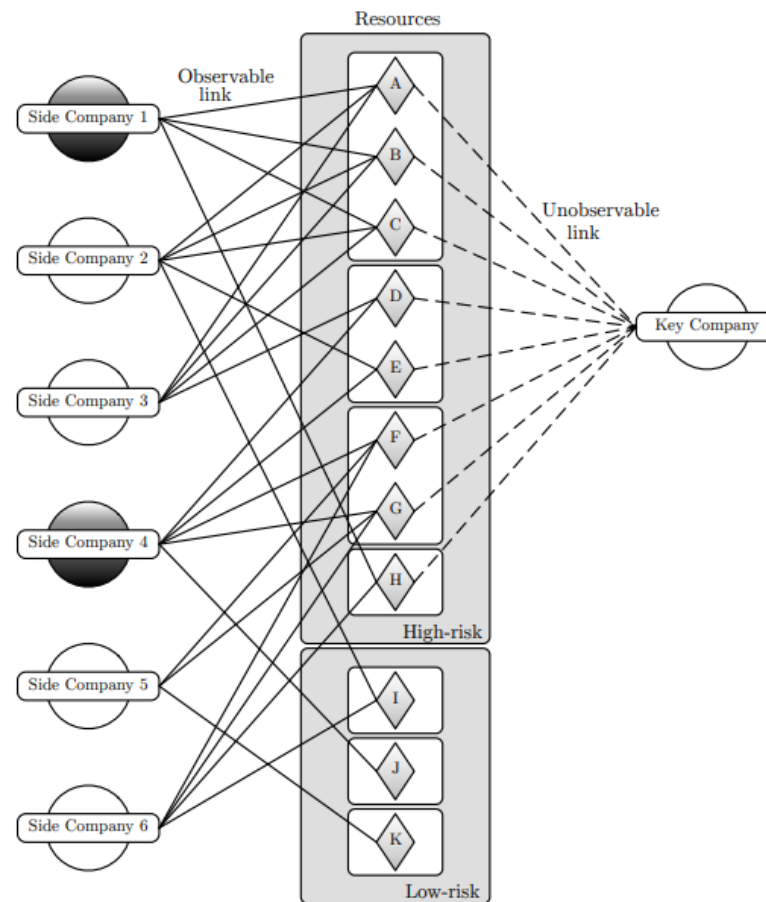 Resources
Observable
link
Side Company 1
Side Company 2
Side Company 3
Side Company 4
Side Company 5
Side Company 6
A
B
C
D
E
F
G
H
High-risk
I
J
K
Low-risk
Unobservable
link
Key Company